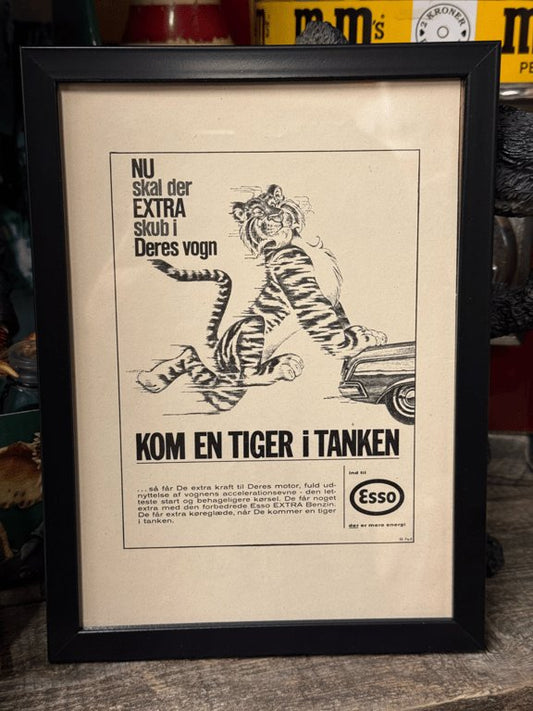 m&m's
2 KRONER
m
PE
NU
skal der
EXTRA
skub i
Deres vogn
KOM EN TIGER i TANKEN
...så får De extra kraft til Deres motor, fuld ud-
nyttelse af vognens accelerationsevne - den let-
teste start og behageligere kørsel. De får noget
extra med den forbedrede Esso EXTRA Benzin.
De får extra køreglæde, når De kommer en tiger
i tanken.
ind til
Esso
der er mere energi